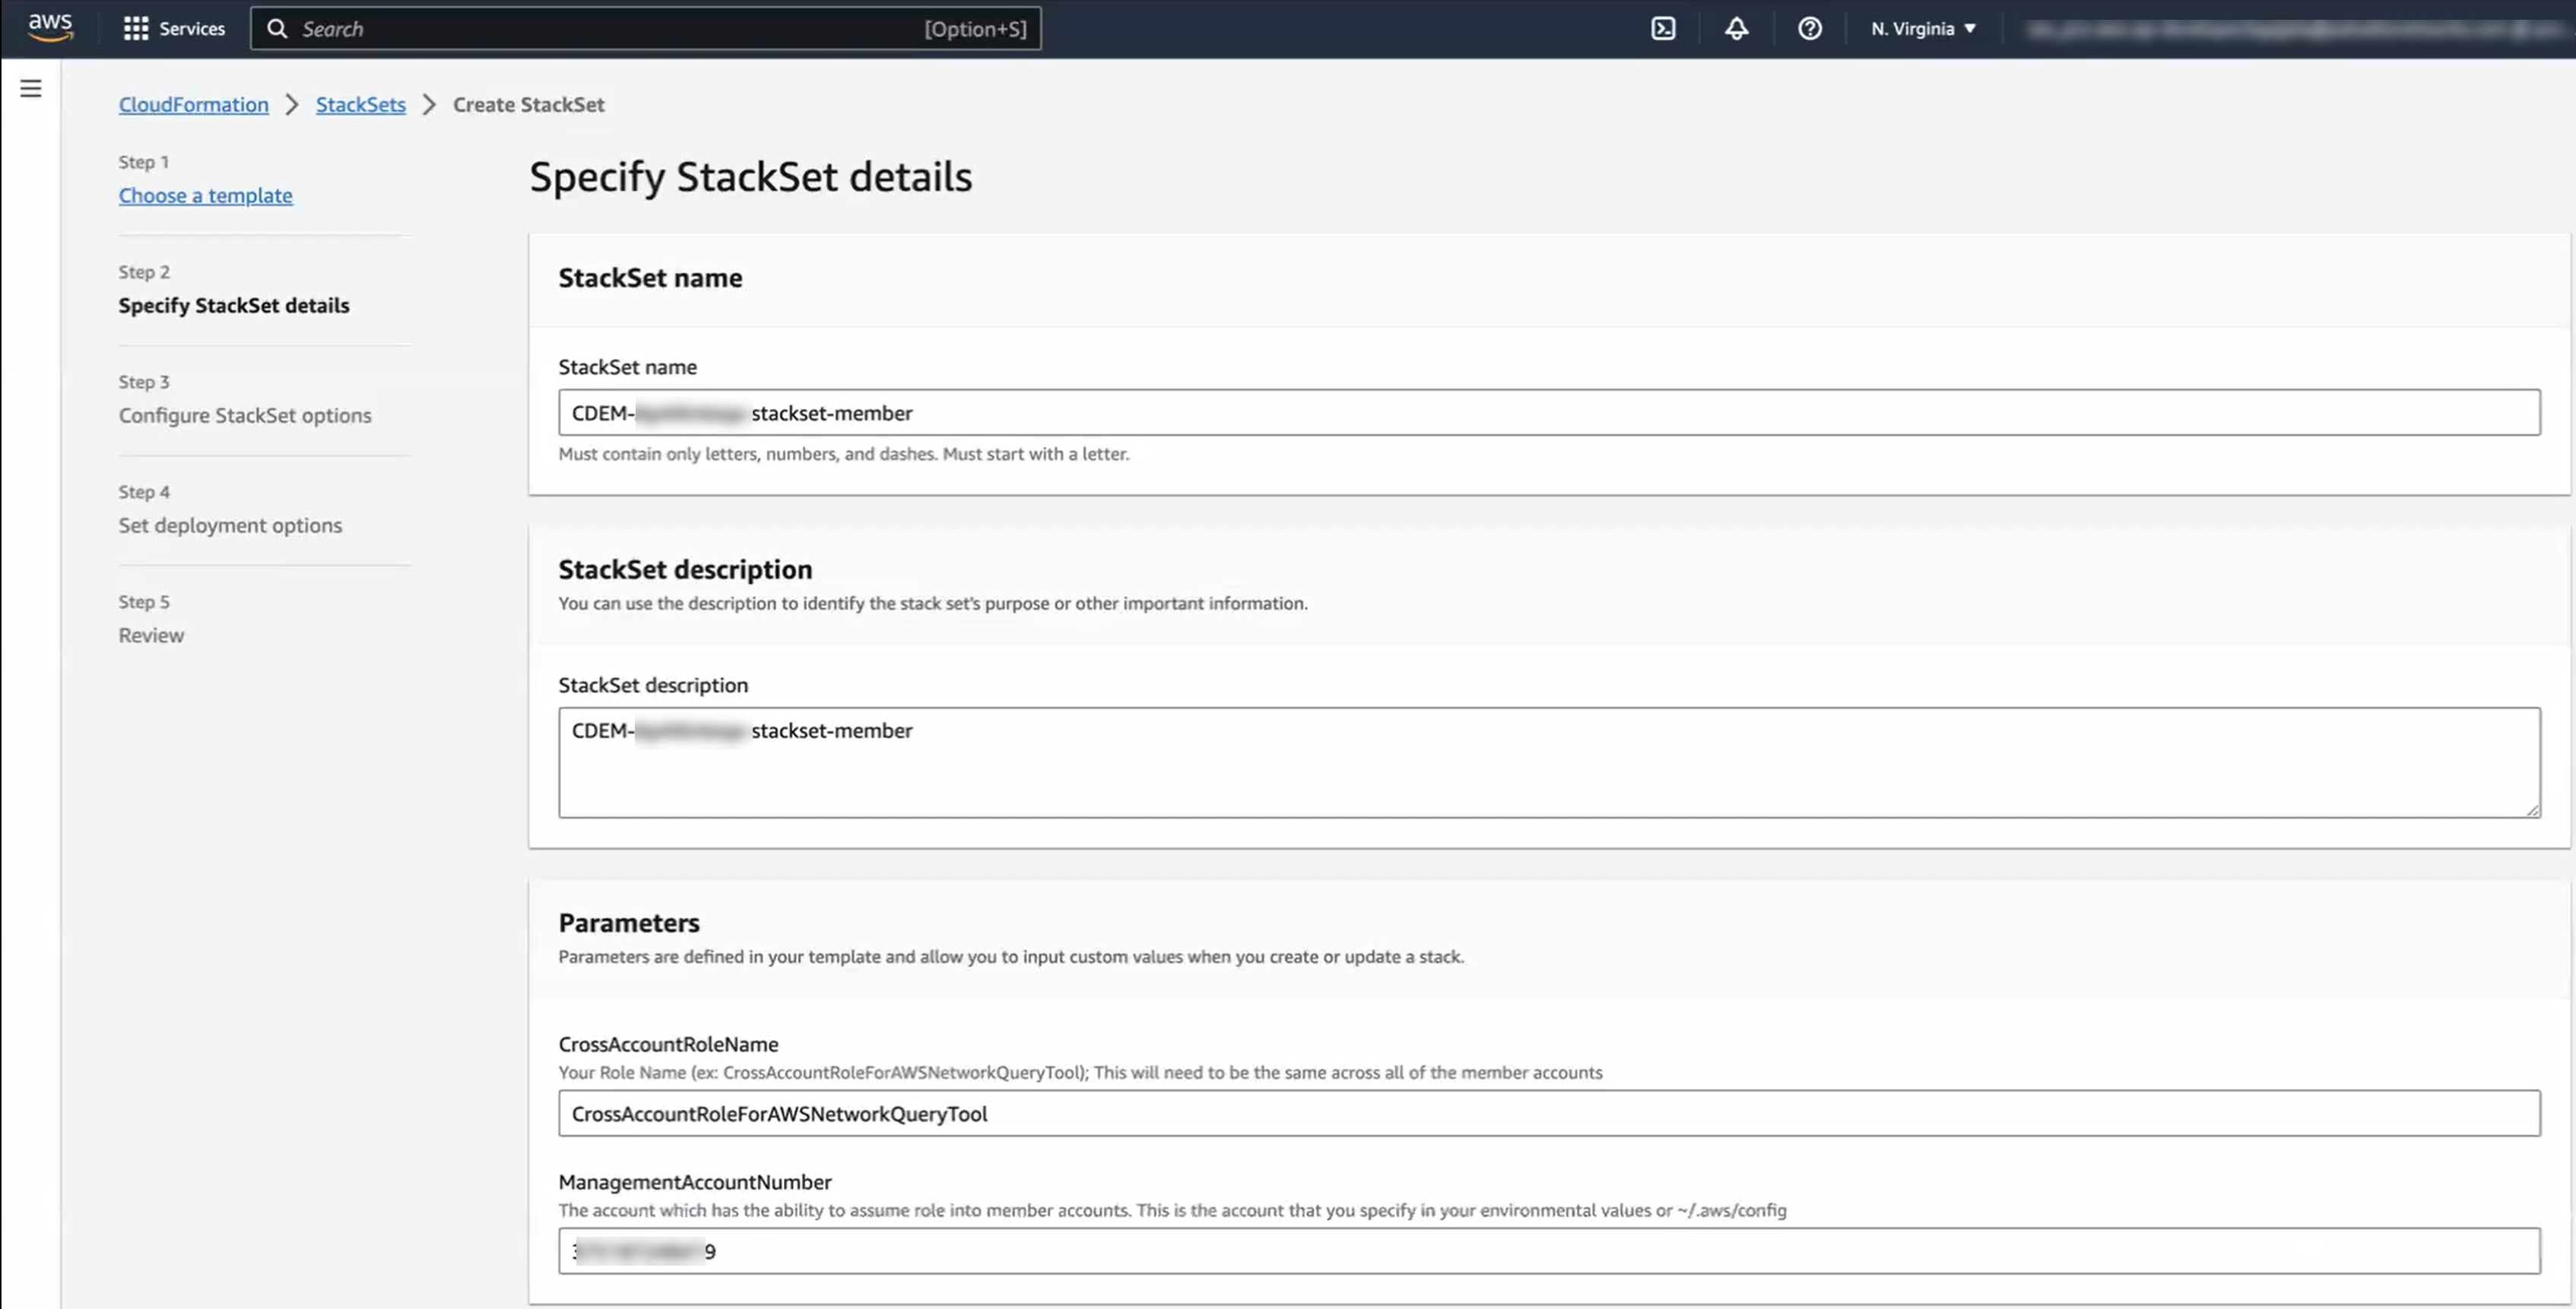 aws Services Search [Option+S] N. Virginia
CloudFormation > StackSets > Create StackSet
Step 1
Choose a template
Step 2
Specify StackSet details
Step 3
Configure StackSet options
Step 4
Set deployment options
Step 5
Review
Specify StackSet details
StackSet name
StackSet name
CDEM- stackset-member
Must contain only letters, numbers, and dashes. Must start with a letter.
StackSet description
You can use the description to identify the stack set's purpose or other important information.
StackSet description
CDEM- stackset-member
Parameters
Parameters are defined in your template and allow you to input custom values when you create or update a stack.
CrossAccountRoleName
Your Role Name (ex: CrossAccountRoleForAWSNetworkQueryTool); This will need to be the same across all of the member accounts
CrossAccountRoleForAWSNetworkQueryTool
ManagementAccountNumber
The account which has the ability to assume role into member accounts. This is the account that you specify in your environmental values or ~/.aws/config
9